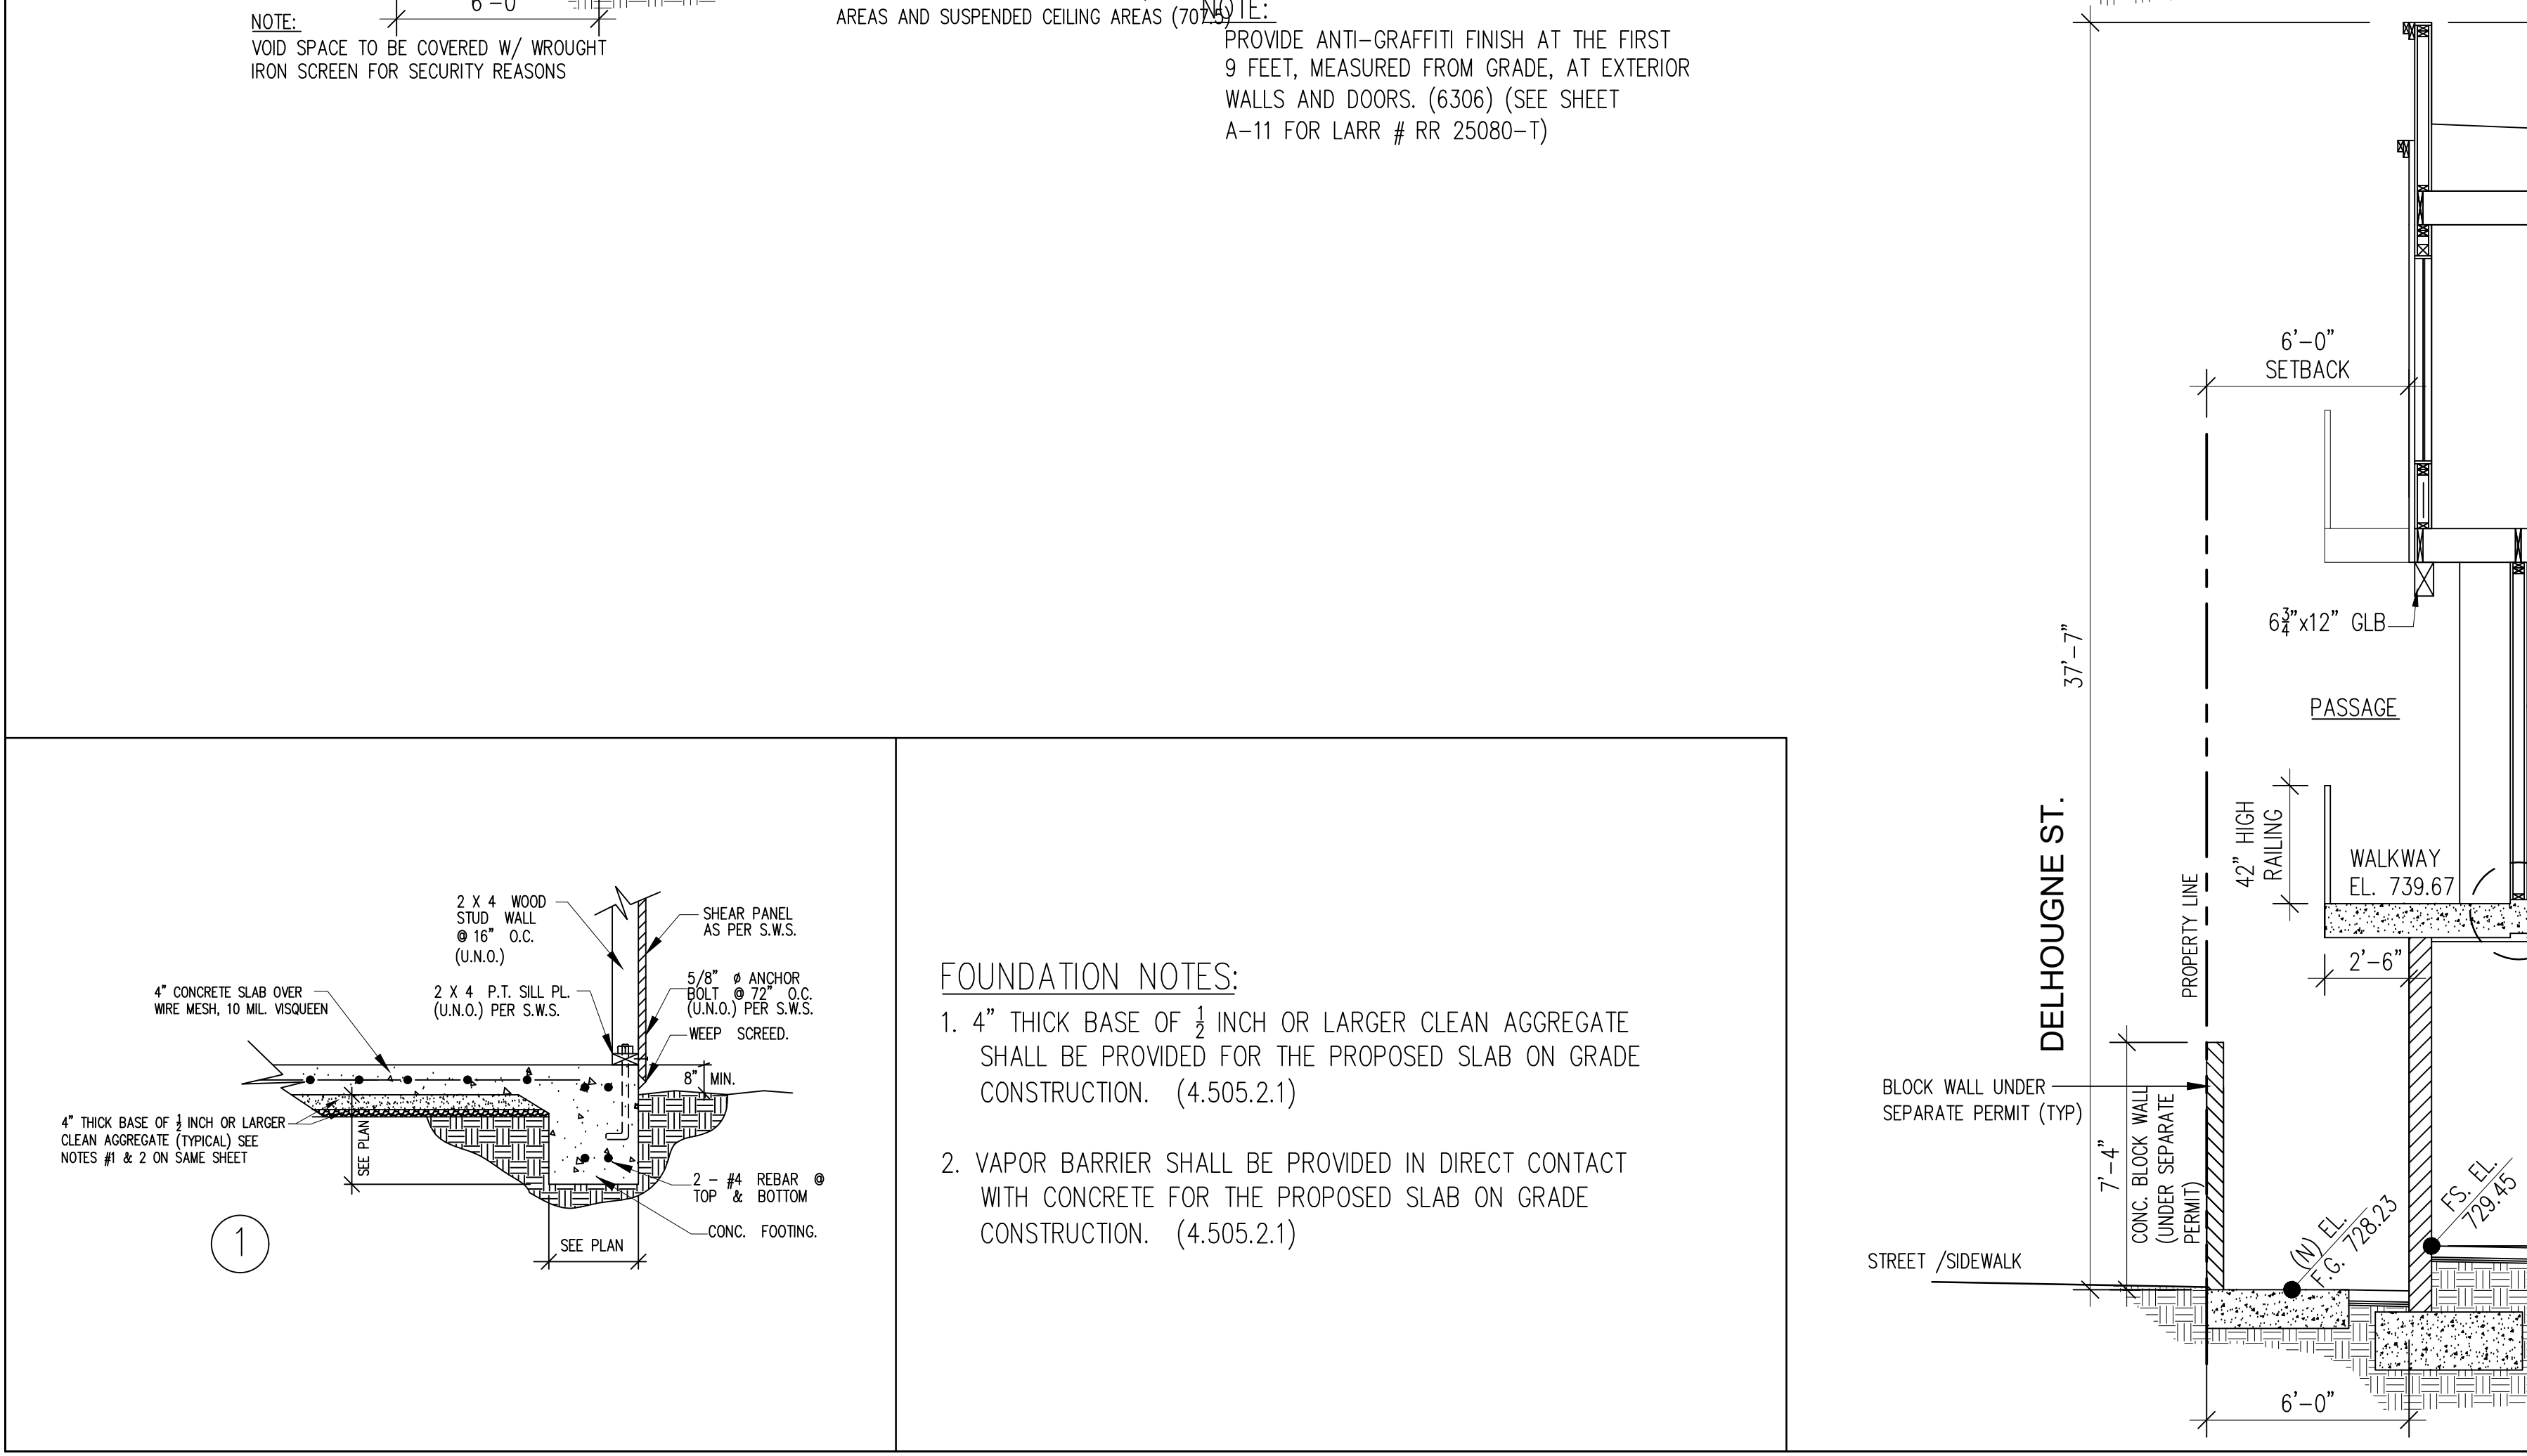 6'-0"
NOTE:
VOID SPACE TO BE COVERED W/ WROUGHT
IRON SCREEN FOR SECURITY REASONS
AREAS AND SUSPENDED CEILING AREAS (707.5)
NOTE:
PROVIDE ANTI-GRAFFITI FINISH AT THE FIRST
9 FEET, MEASURED FROM GRADE, AT EXTERIOR
WALLS AND DOORS. (6306) (SEE SHEET
A-11 FOR LARR # RR 25080-T)
2 X 4 WOOD
STUD WALL
@ 16" O.C.
(U.N.O.)
SHEAR PANEL
AS PER S.W.S.
4" CONCRETE SLAB OVER
WIRE MESH, 10 MIL. VISQUEEN
2 X 4 P.T. SILL PL.
(U.N.O.) PER S.W.S.
5/8" ø ANCHOR
BOLT @ 72" O.C.
(U.N.O.) PER S.W.S.
WEEP SCREED.
8" MIN.
4" THICK BASE OF ½ INCH OR LARGER
CLEAN AGGREGATE (TYPICAL) SEE
NOTES #1 & 2 ON SAME SHEET
SEE PLAN
2 - #4 REBAR @
TOP & BOTTOM
CONC. FOOTING.
SEE PLAN
1
FOUNDATION NOTES:
1. 4" THICK BASE OF ½ INCH OR LARGER CLEAN AGGREGATE
SHALL BE PROVIDED FOR THE PROPOSED SLAB ON GRADE
CONSTRUCTION. (4.505.2.1)
2. VAPOR BARRIER SHALL BE PROVIDED IN DIRECT CONTACT
WITH CONCRETE FOR THE PROPOSED SLAB ON GRADE
CONSTRUCTION. (4.505.2.1)
6'-0"
SETBACK
6¾"x12" GLB
37'-7"
PASSAGE
DELHOUGNE ST.
42" HIGH
RAILING
WALKWAY
EL. 739.67
PROPERTY LINE
2'-6"
BLOCK WALL UNDER
SEPARATE PERMIT (TYP)
7'-4"
CONC. BLOCK WALL
(UNDER SEPARATE
PERMIT)
(N) EL.
F.G. 728.23
FS. EL.
729.45
STREET /SIDEWALK
6'-0"